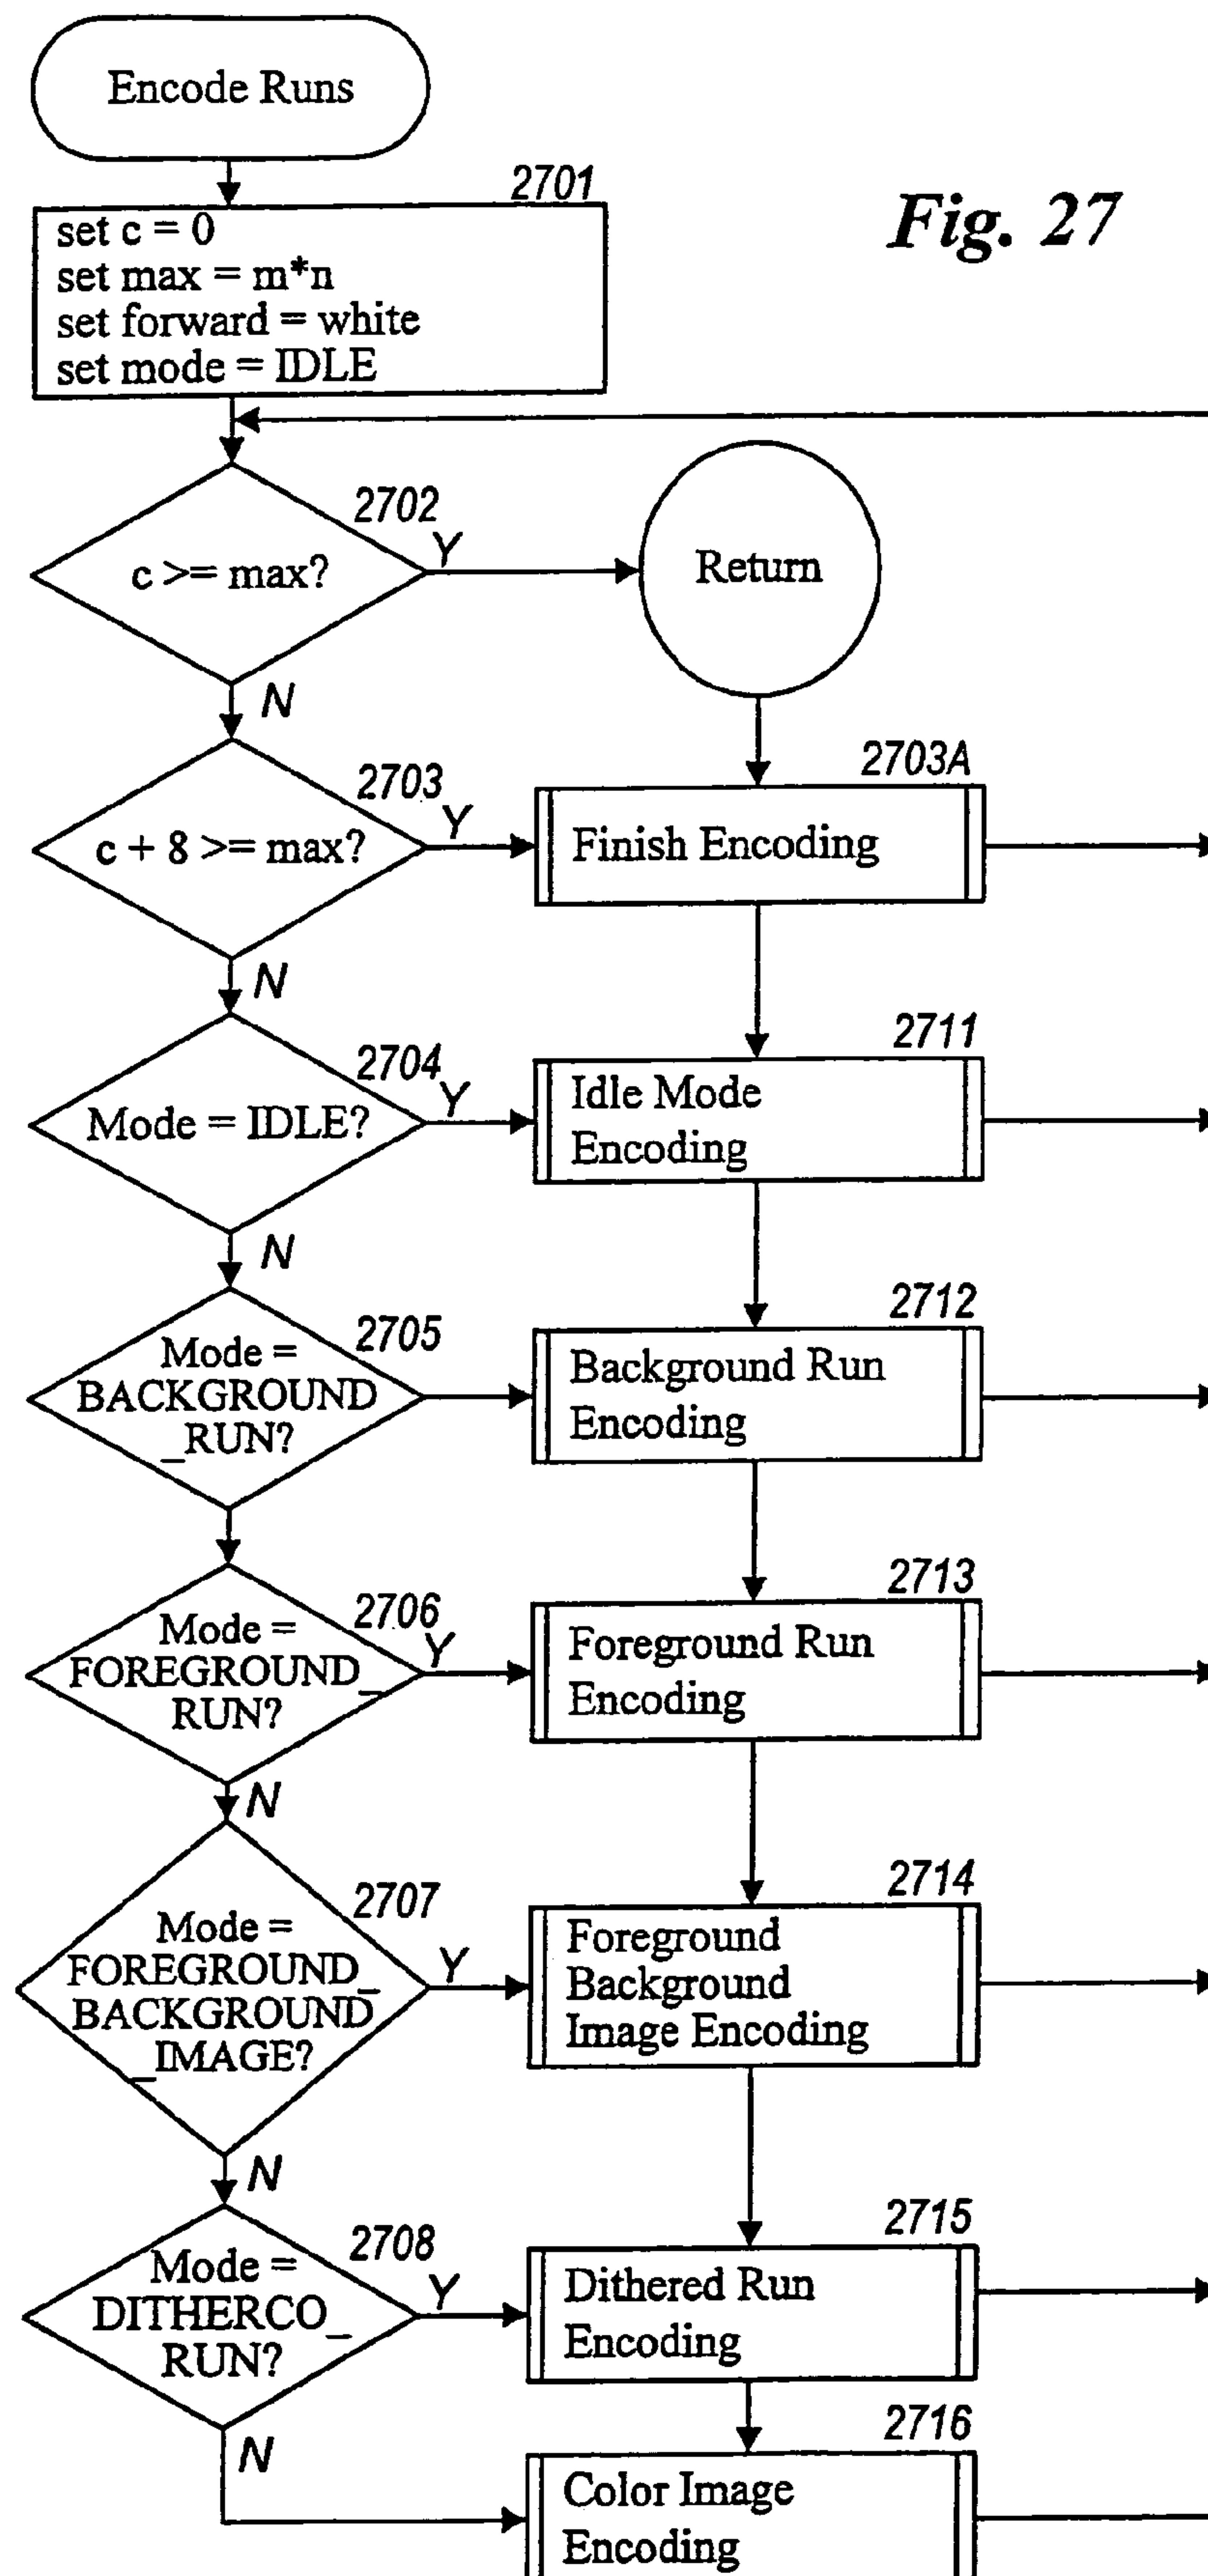 Encode Runs
Fig. 27
2701
set c = 0
set max = m*n
set forward = white
set mode = IDLE
2702
c >= max?
Y
Return
N
2703
c + 8 >= max?
Y
2703A
Finish Encoding
N
2704
Mode = IDLE?
Y
2711
Idle Mode
Encoding
N
2705
Mode =
BACKGROUND
_RUN?
2712
Background Run
Encoding
2706
Mode =
FOREGROUND_
RUN?
Y
2713
Foreground Run
Encoding
N
2707
Mode =
FOREGROUND_
BACKGROUND
_IMAGE?
Y
2714
Foreground
Background
Image Encoding
N
2708
Mode =
DITHERCO_
RUN?
Y
2715
Dithered Run
Encoding
N
2716
Color Image
Encoding